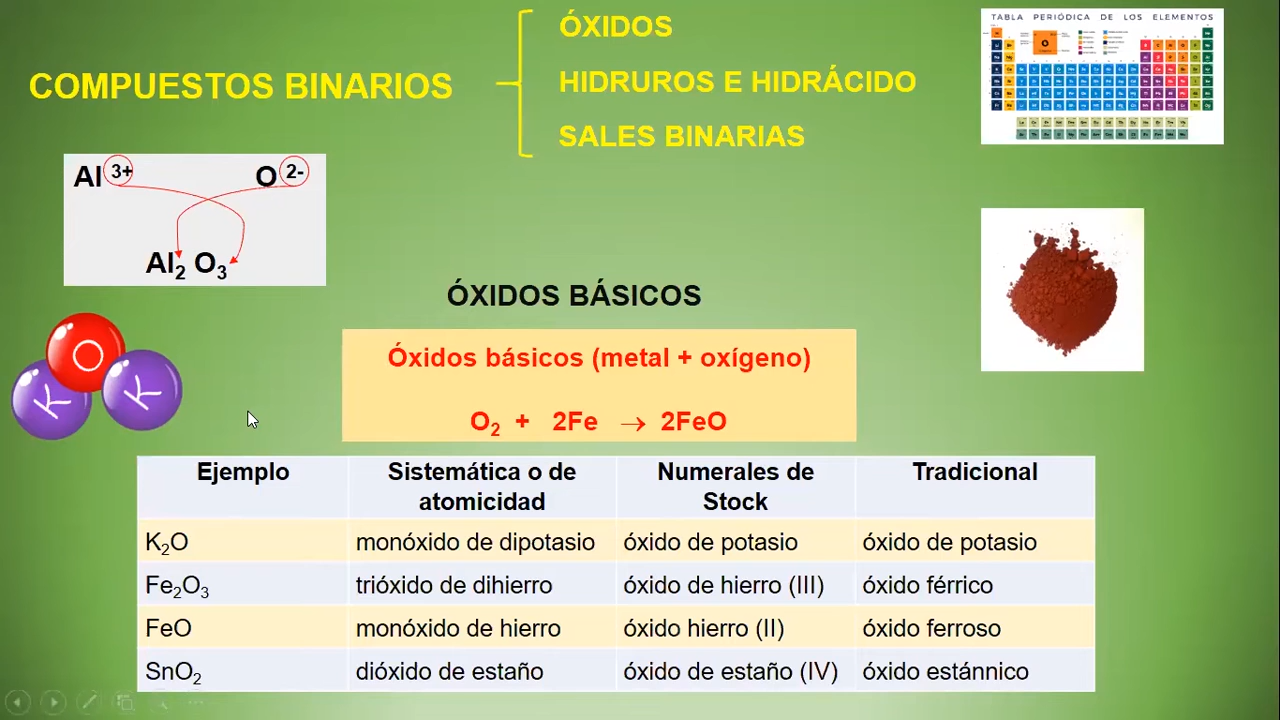 COMPUESTOS BINARIOS
ÓXIDOS
HIDRUROS E HIDRÁCIDO
SALES BINARIAS
TABLA PERIÓDICA DE LOS ELEMENTOS
Al 3+ O 2-
Al2 O3
ÓXIDOS BÁSICOS
K O K
Óxidos básicos (metal + oxígeno)
O2 + 2Fe → 2FeO
Ejemplo Sistemática o de atomicidad Numerales de Stock Tradicional
K2O monóxido de dipotasio óxido de potasio óxido de potasio
Fe2O3 trióxido de dihierro óxido de hierro (III) óxido férrico
FeO monóxido de hierro óxido hierro (II) óxido ferroso
SnO2 dióxido de estaño óxido de estaño (IV) óxido estánnico